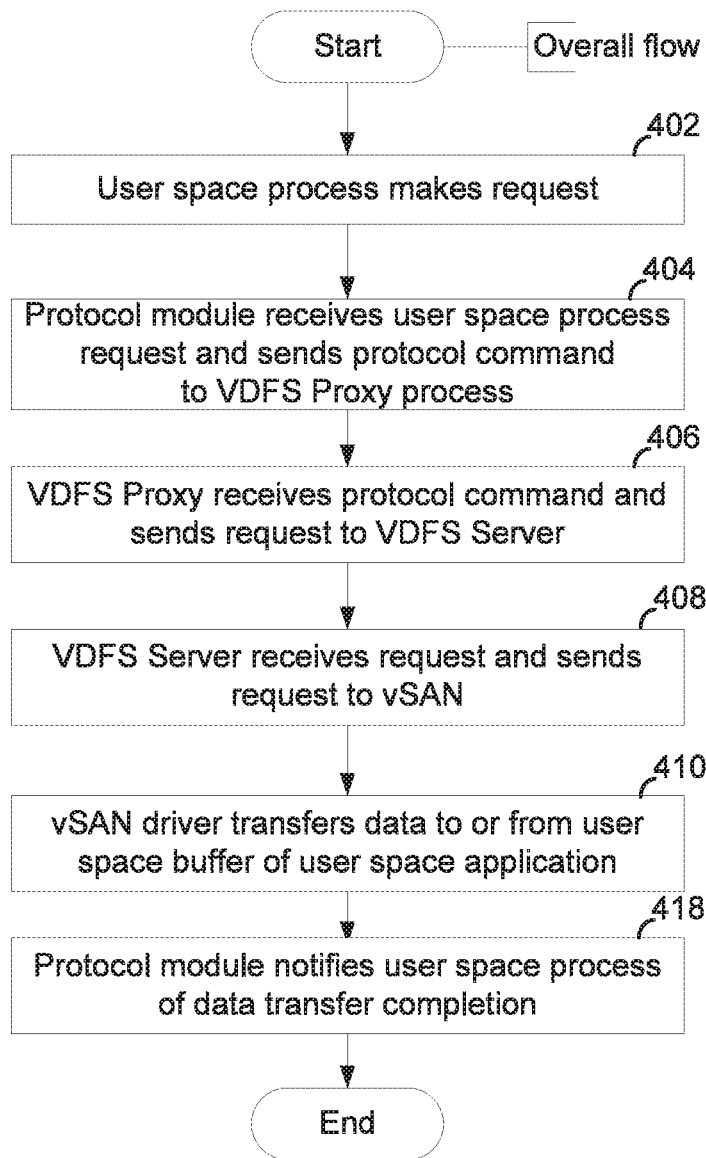 Start
Overall flow
402
User space process makes request
404
Protocol module receives user space process
request and sends protocol command
to VDFS Proxy process
406
VDFS Proxy receives protocol command and
sends request to VDFS Server
408
VDFS Server receives request and sends
request to vSAN
410
vSAN driver transfers data to or from user
space buffer of user space application
418
Protocol module notifies user space process
of data transfer completion
End